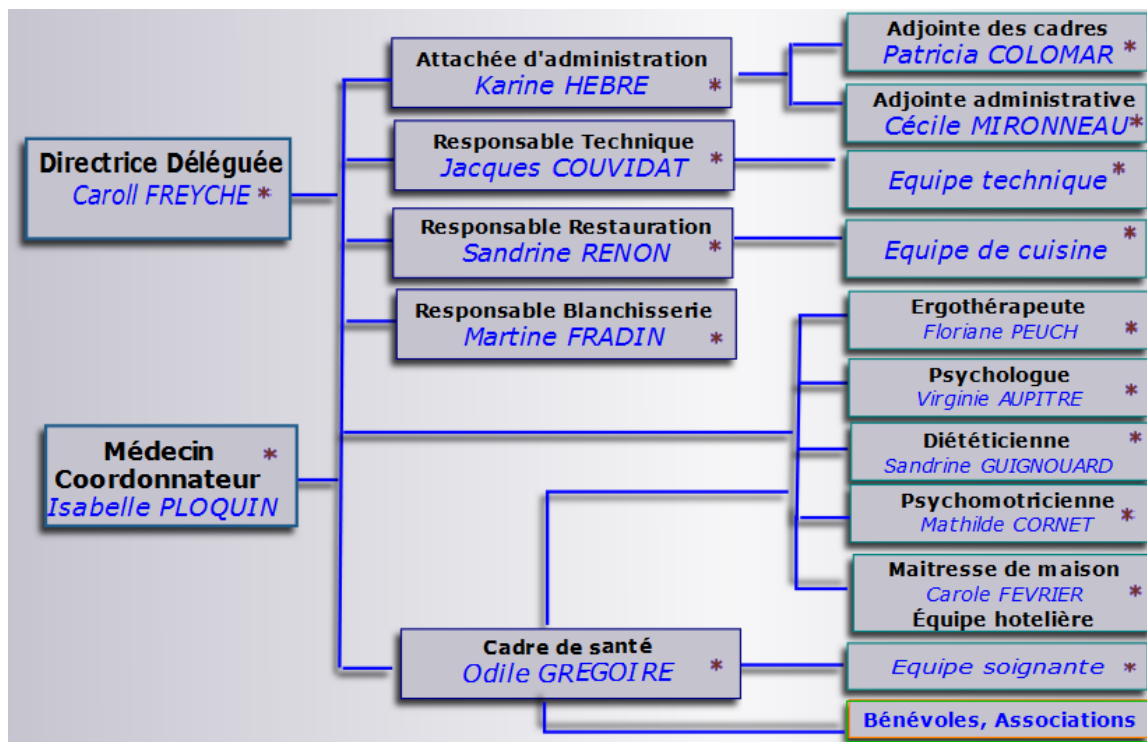 Directrice Déléguée
Caroll FREYCHE *
Médecin *
Coordonnateur
Isabelle PLOQUIN
Attachée d'administration
Karine HEBRE *
Responsable Technique
Jacques COUVIDAT *
Responsable Restauration
Sandrine RENON *
Responsable Blanchisserie
Martine FRADIN *
Cadre de santé
Odile GREGOIRE *
Adjointe des cadres
Patricia COLOMAR *
Adjointe administrative
Cécile MIRONNEAU *
Equipe technique *
Equipe de cuisine *
Ergothérapeute
Floriane PEUCH *
Psychologue
Virginie AUPITRE *
Diététicienne *
Sandrine GUIGNOUARD
Psychomotricienne
Mathilde CORNET *
Maitresse de maison
Carole FEVRIER *
Équipe hotelière
Equipe soignante *
Bénévoles, Associations